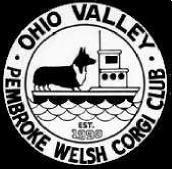 OHIO VALLEY
PEMBROKE WELSH CORGI CLUB
EST.
1990